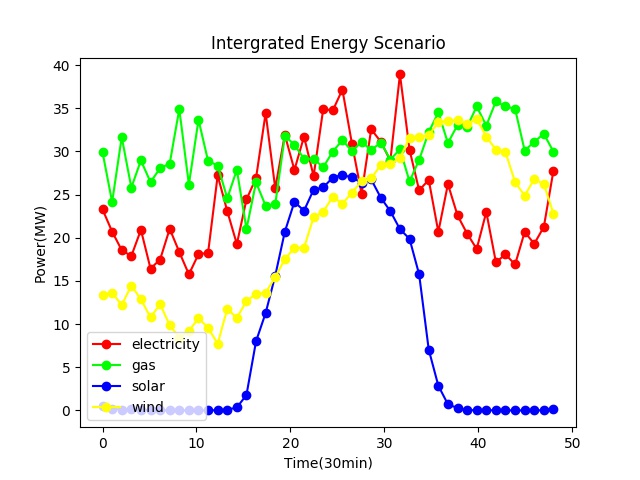 Intergrated Energy Scenario
Power(MW)
40
35
30
25
20
15
10
5
0
electricity
gas
solar
wind
0 10 20 30 40 50
Time(30min)